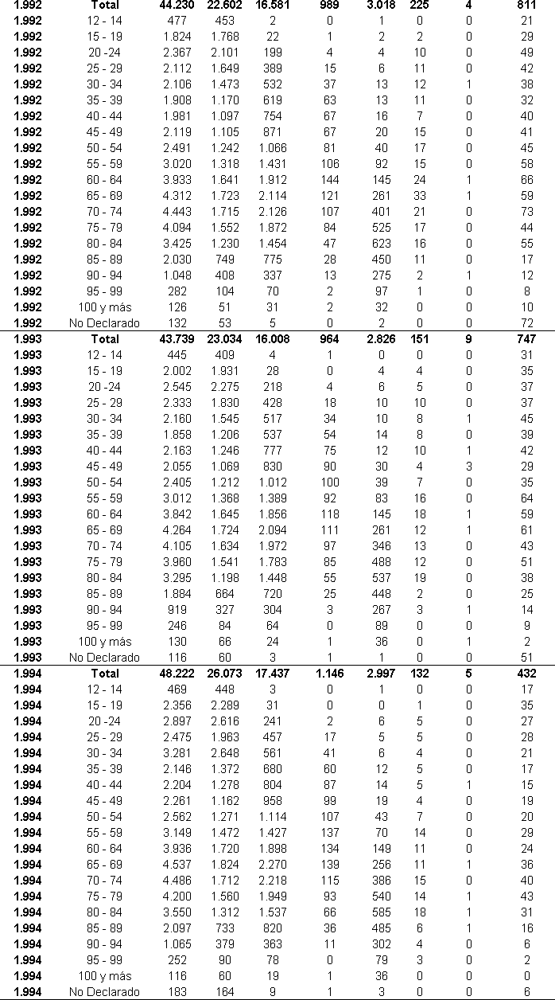 1.992 Total 44.230 22.602 16.581 989 3.018 225 4 811
1.992 12 - 14 477 453 2 0 1 0 0 21
1.992 15 - 19 1.824 1.768 22 1 2 2 0 29
1.992 20 -24 2.367 2.101 199 4 4 10 0 49
1.992 25 - 29 2.112 1.649 389 15 6 11 0 42
1.992 30 - 34 2.106 1.473 532 37 13 12 1 38
1.992 35 - 39 1.908 1.170 619 63 13 11 0 32
1.992 40 - 44 1.981 1.097 754 67 16 7 0 40
1.992 45 - 49 2.119 1.105 871 67 20 15 0 41
1.992 50 - 54 2.491 1.242 1.066 81 40 17 0 45
1.992 55 - 59 3.020 1.318 1.431 106 92 15 0 58
1.992 60 - 64 3.933 1.641 1.912 144 145 24 1 66
1.992 65 - 69 4.312 1.723 2.114 121 261 33 1 59
1.992 70 - 74 4.443 1.715 2.126 107 401 21 0 73
1.992 75 - 79 4.094 1.552 1.872 84 525 17 0 44
1.992 80 - 84 3.425 1.230 1.454 47 623 16 0 55
1.992 85 - 89 2.030 749 775 28 450 11 0 17
1.992 90 - 94 1.048 408 337 13 275 2 1 12
1.992 95 - 99 282 104 70 2 97 1 0 8
1.992 100 y más 126 51 31 2 32 0 0 10
1.992 No Declarado 132 53 5 0 2 0 0 72
1.993 Total 43.739 23.034 16.008 964 2.826 151 9 747
1.993 12 - 14 445 409 4 1 0 0 0 31
1.993 15 - 19 2.002 1.931 28 0 4 4 0 35
1.993 20 -24 2.545 2.275 218 4 6 5 0 37
1.993 25 - 29 2.333 1.830 428 18 10 10 0 37
1.993 30 - 34 2.160 1.545 517 34 10 8 1 45
1.993 35 - 39 1.858 1.206 537 54 14 8 0 39
1.993 40 - 44 2.163 1.246 777 75 12 10 1 42
1.993 45 - 49 2.055 1.069 830 90 30 4 3 29
1.993 50 - 54 2.405 1.212 1.012 100 39 7 0 35
1.993 55 - 59 3.012 1.368 1.389 92 83 16 0 64
1.993 60 - 64 3.842 1.645 1.856 118 145 18 1 59
1.993 65 - 69 4.264 1.724 2.094 111 261 12 1 61
1.993 70 - 74 4.105 1.634 1.972 97 346 13 0 43
1.993 75 - 79 3.960 1.541 1.783 85 488 12 0 51
1.993 80 - 84 3.295 1.198 1.448 55 537 19 0 38
1.993 85 - 89 1.884 664 720 25 448 2 0 25
1.993 90 - 94 919 327 304 3 267 3 1 14
1.993 95 - 99 246 84 64 0 89 0 0 9
1.993 100 y más 130 66 24 1 36 0 1 2
1.993 No Declarado 116 60 3 1 1 0 0 51
1.994 Total 48.222 26.073 17.437 1.146 2.997 132 5 432
1.994 12 - 14 469 448 3 0 1 0 0 17
1.994 15 - 19 2.356 2.289 31 0 0 1 0 35
1.994 20 -24 2.897 2.616 241 2 6 5 0 27
1.994 25 - 29 2.475 1.963 457 17 5 5 0 28
1.994 30 - 34 3.281 2.648 561 41 6 4 0 21
1.994 35 - 39 2.146 1.372 680 60 12 5 0 17
1.994 40 - 44 2.204 1.278 804 87 14 5 1 15
1.994 45 - 49 2.261 1.162 958 99 19 4 0 19
1.994 50 - 54 2.562 1.271 1.114 107 43 7 0 20
1.994 55 - 59 3.149 1.472 1.427 137 70 14 0 29
1.994 60 - 64 3.936 1.720 1.898 134 149 11 0 24
1.994 65 - 69 4.537 1.824 2.270 139 256 11 1 36
1.994 70 - 74 4.486 1.712 2.218 115 386 15 0 40
1.994 75 - 79 4.200 1.560 1.949 93 540 14 1 43
1.994 80 - 84 3.550 1.312 1.537 66 585 18 1 31
1.994 85 - 89 2.097 733 820 36 485 6 1 16
1.994 90 - 94 1.065 379 363 11 302 4 0 6
1.994 95 - 99 252 90 78 0 79 3 0 2
1.994 100 y más 116 60 19 1 36 0 0 0
1.994 No Declarado 183 164 9 1 3 0 0 6